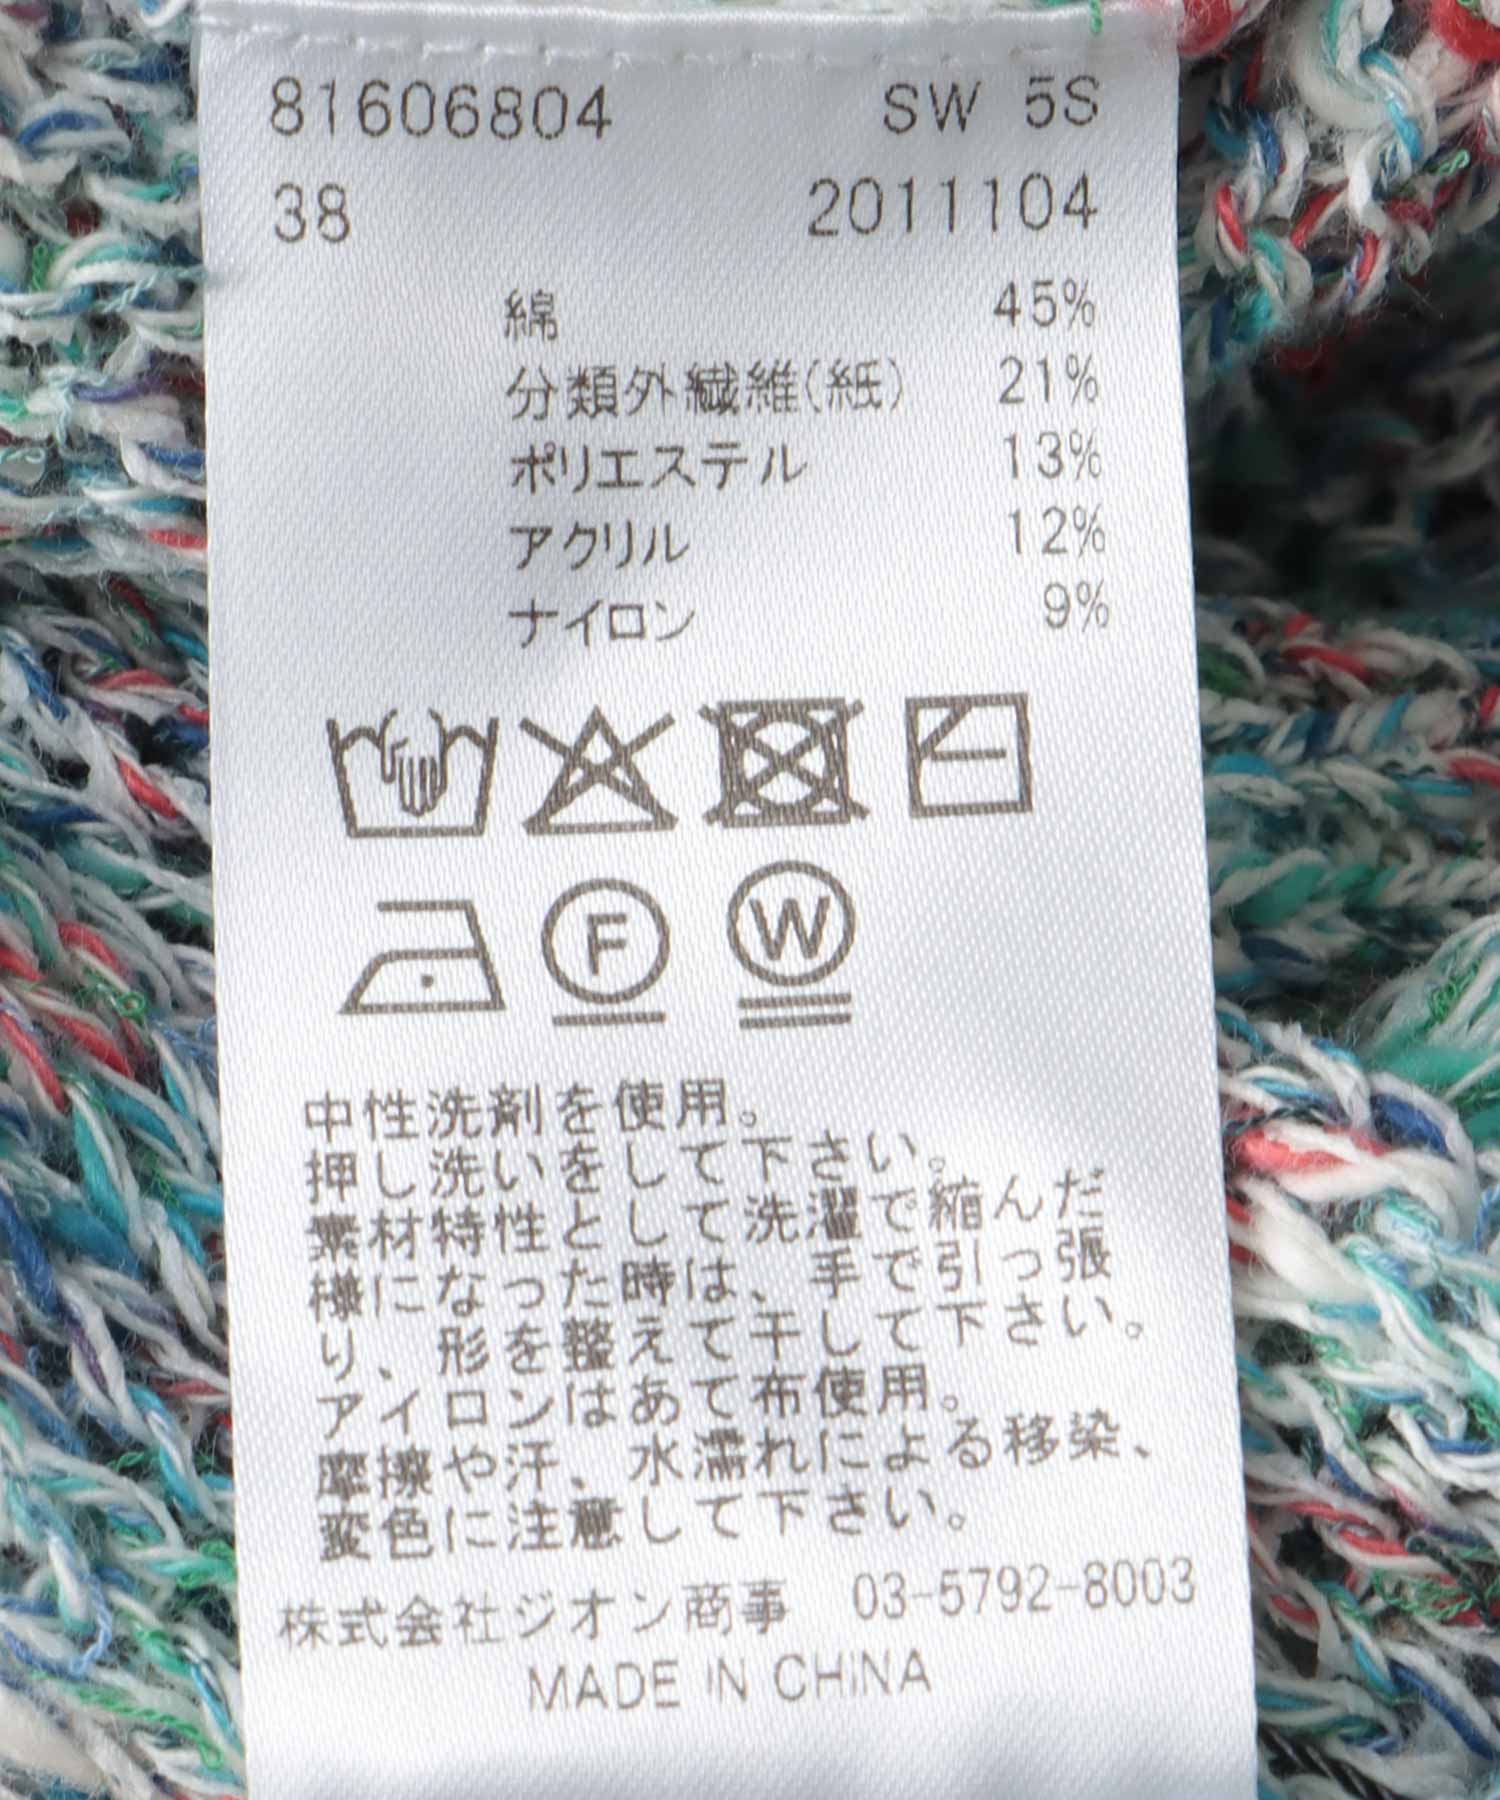 81606804 SW 5S
38 2011104
綿 45%
分類外繊維(紙) 21%
ポリエステル 13%
アクリル 12%
ナイロン 9%
F W
中性洗剤を使用。
押し洗いをして下さい。
素材特性として洗濯で縮んだ
様になった時は、手で引っ張
り、形を整えて干して下さい。
アイロンはあて布使用。
摩擦や汗、水濡れによる移染、
変色に注意して下さい。
株式会社ジオン商事 03-5792-8003
MADE IN CHINA